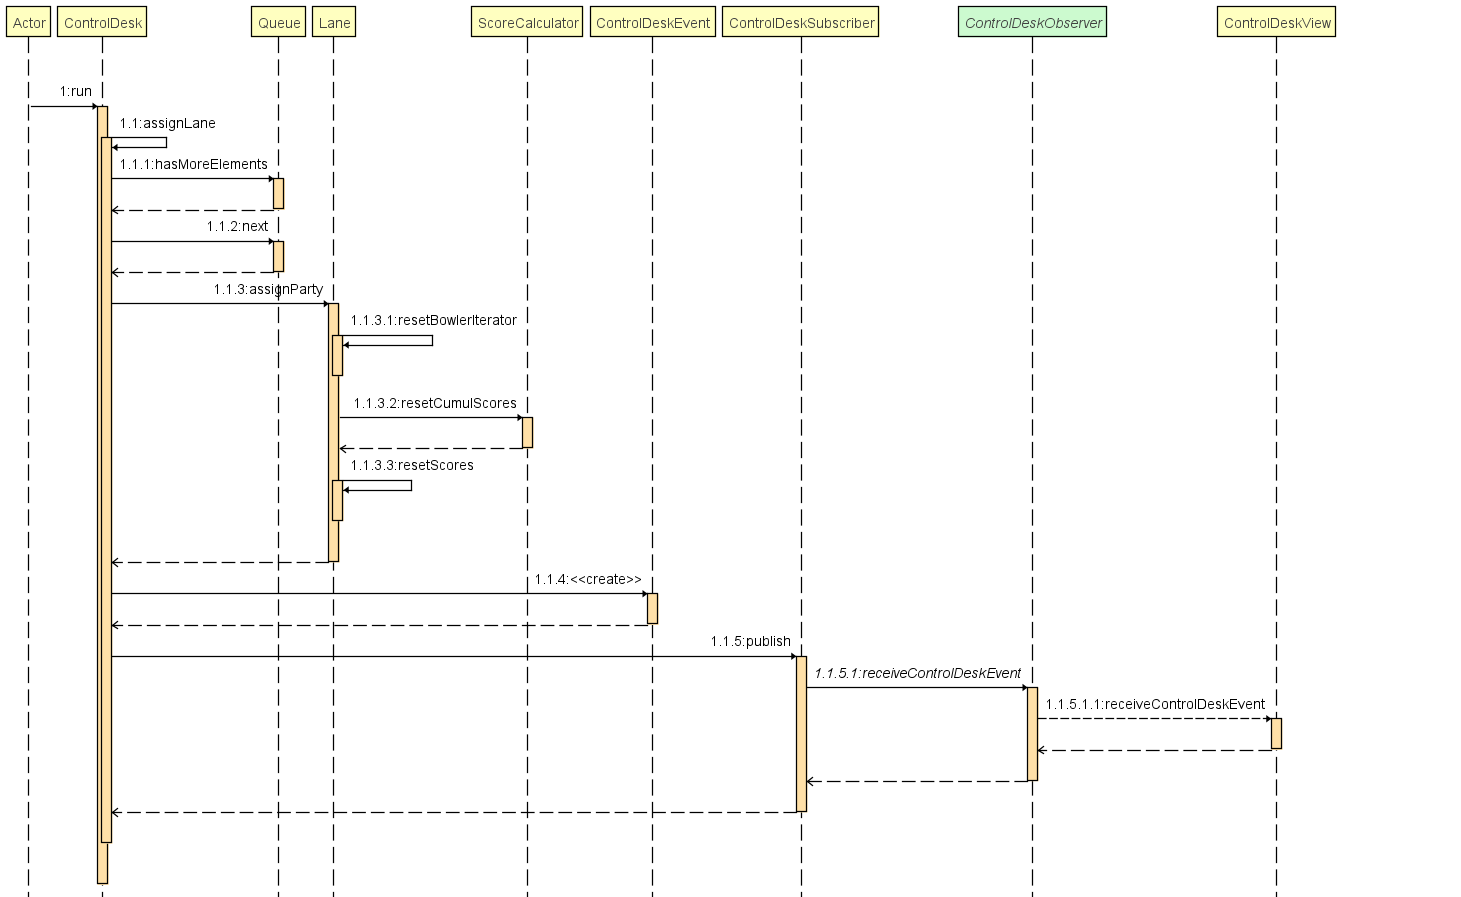 Actor
ControlDesk
Queue
Lane
ScoreCalculator
ControlDeskEvent
ControlDeskSubscriber
ControlDeskObserver
ControlDeskView
1:run
1.1:assignLane
1.1.1:hasMoreElements
1.1.2:next
1.1.3:assignParty
1.1.3.1:resetBowlerIterator
1.1.3.2:resetCumulScores
1.1.3.3:resetScores
1.1.4:<<create>>
1.1.5:publish
1.1.5.1:receiveControlDeskEvent
1.1.5.1.1:receiveControlDeskEvent